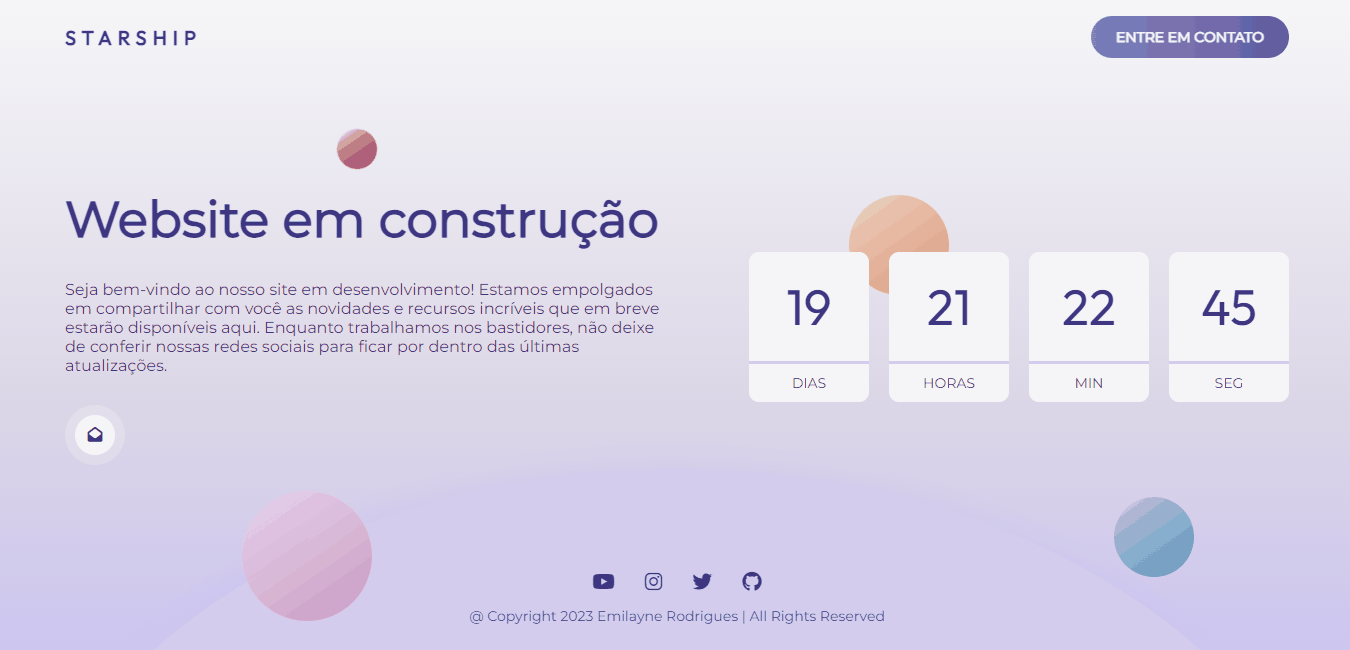 STARSHIP
ENTRE EM CONTATO
Website em construção
Seja bem-vindo ao nosso site em desenvolvimento! Estamos empolgados
em compartilhar com você as novidades e recursos incríveis que em breve
estarão disponíveis aqui. Enquanto trabalhamos nos bastidores, não deixe
de conferir nossas redes sociais para ficar por dentro das últimas
atualizações.
19 21 22 45
DIAS HORAS MIN SEG
@ Copyright 2023 Emilayne Rodrigues | All Rights Reserved